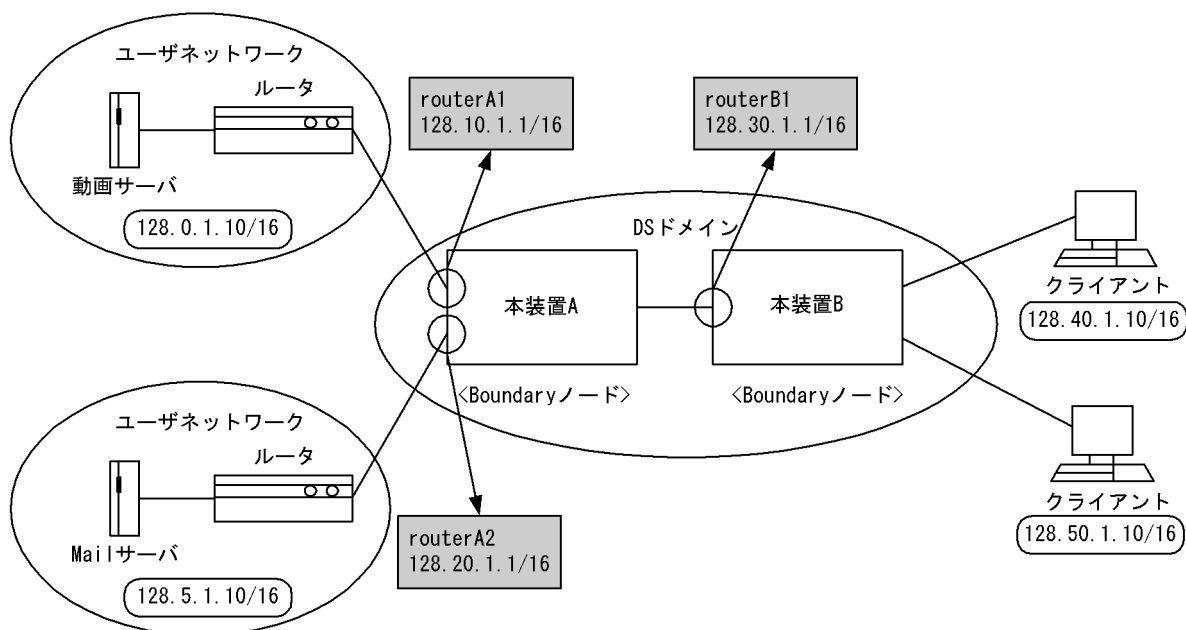 ユーザネットワーク
ルータ
動画サーバ
128.0.1.10/16
routerA1
128.10.1.1/16
routerB1
128.30.1.1/16
DSドメイン
本装置A
本装置B
<Boundaryノード>
<Boundaryノード>
クライアント
128.40.1.10/16
ユーザネットワーク
ルータ
Mailサーバ
128.5.1.10/16
routerA2
128.20.1.1/16
クライアント
128.50.1.10/16